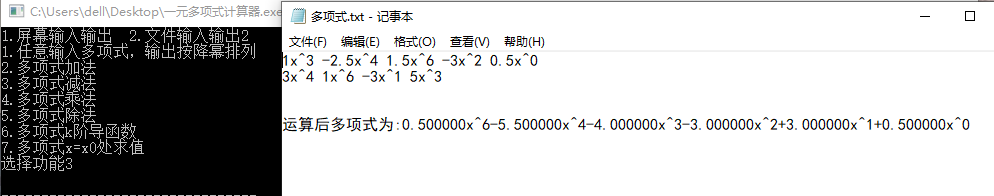 C:\Users\dell\Desktop\一元多项式计算器.exe
1.屏幕输入输出  2.文件输入输出2
1.任意输入多项式, 输出按降幂排列
2.多项式加法
3.多项式减法
4.多项式乘法
5.多项式除法
6.多项式k阶导函数
7.多项式x=x0处求值
选择功能3
多项式.txt - 记事本
文件(F)  编辑(E)  格式(O)  查看(V)  帮助(H)
1x^3 -2.5x^4 1.5x^6 -3x^2 0.5x^0
3x^4 1x^6 -3x^1 5x^3
运算后多项式为:0.500000x^6-5.500000x^4-4.000000x^3-3.000000x^2+3.000000x^1+0.500000x^0